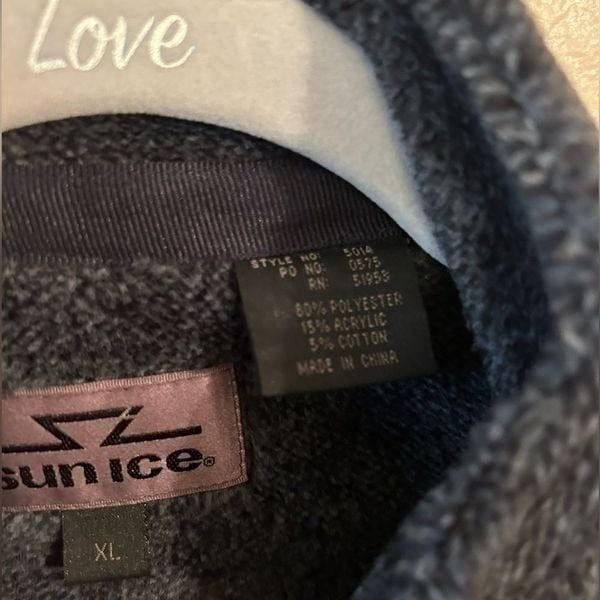 Love
STYLE NO: 5014
PO NO: 0575
RN: 51953
80% POLYESTER
15% ACRYLIC
5% COTTON
MADE IN CHINA
sun ice®
XL